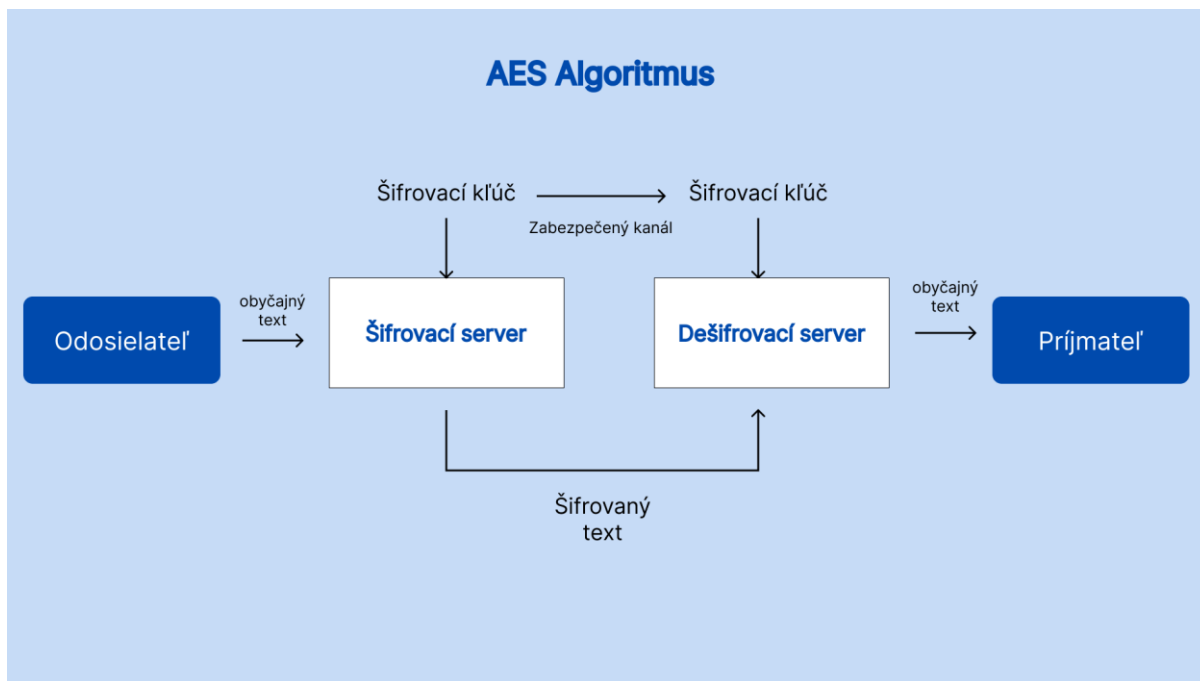 AES Algoritmus
Šifrovací kľúč
Zabezpečený kanál
Šifrovací kľúč
Odosielateľ
obyčajný
text
Šifrovací server
Dešifrovací server
obyčajný
text
Príjmateľ
Šifrovaný
text